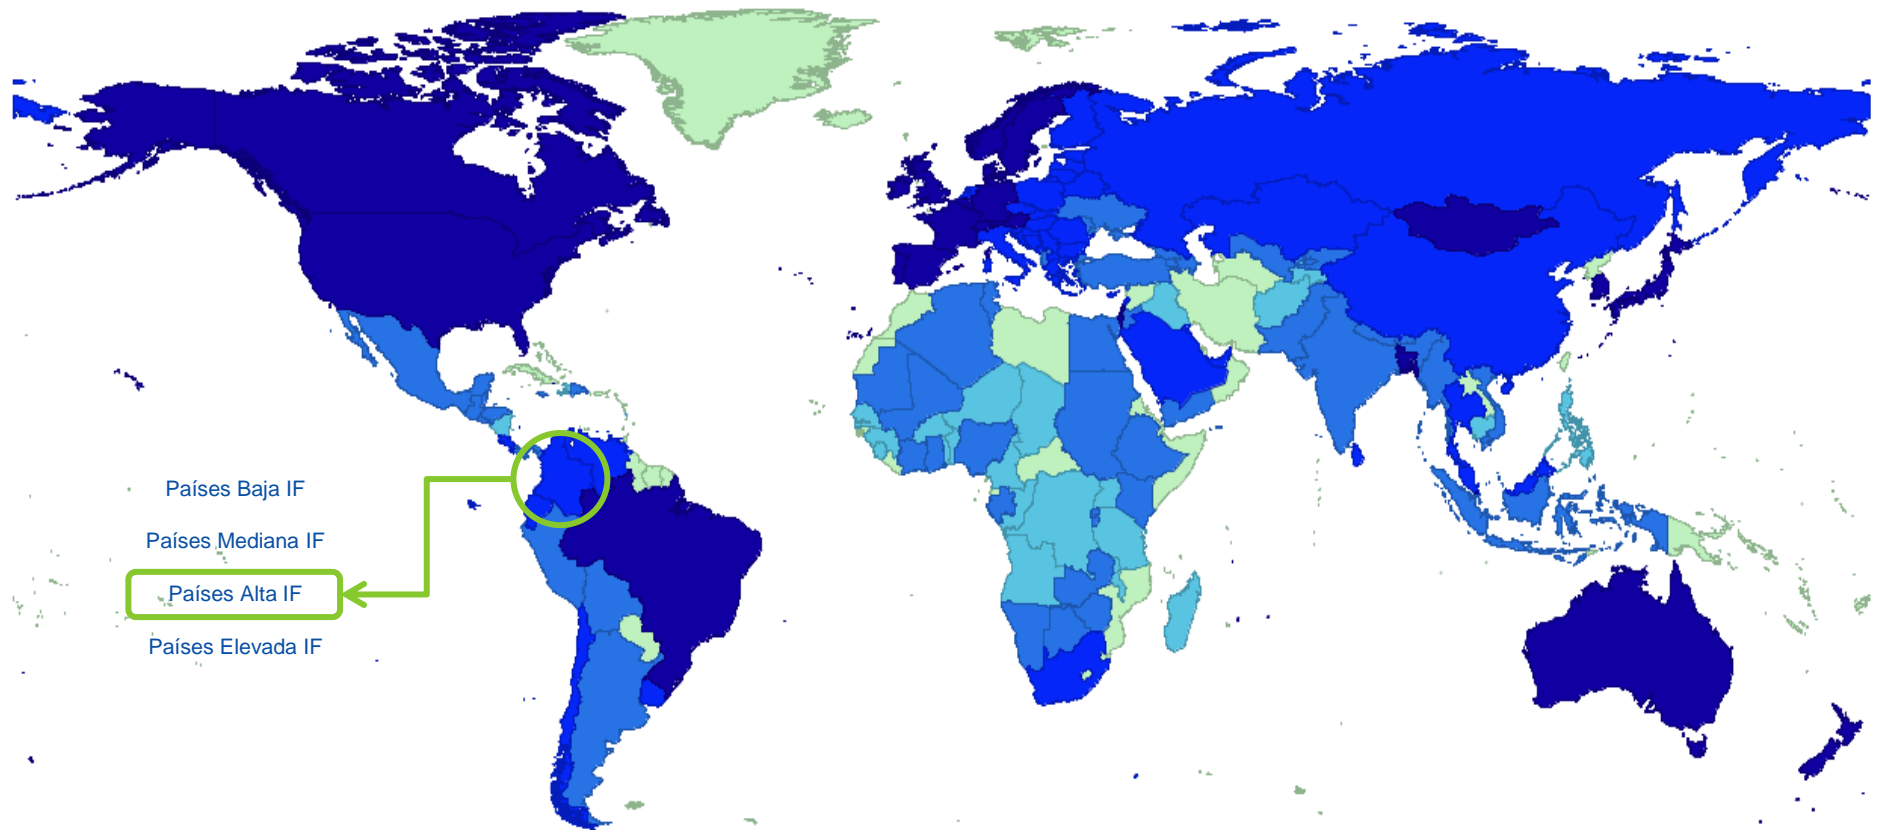 Países Baja IF
Países Mediana IF
Países Alta IF
Países Elevada IF